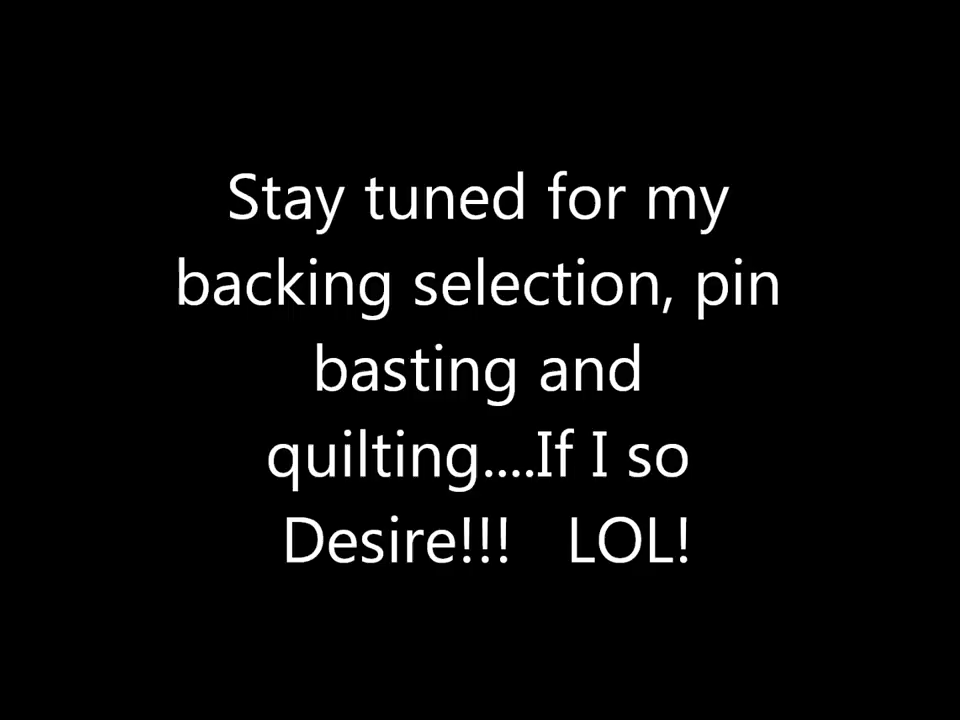 Stay tuned for my
backing selection, pin
basting and
quilting....If I so
Desire!!!   LOL!